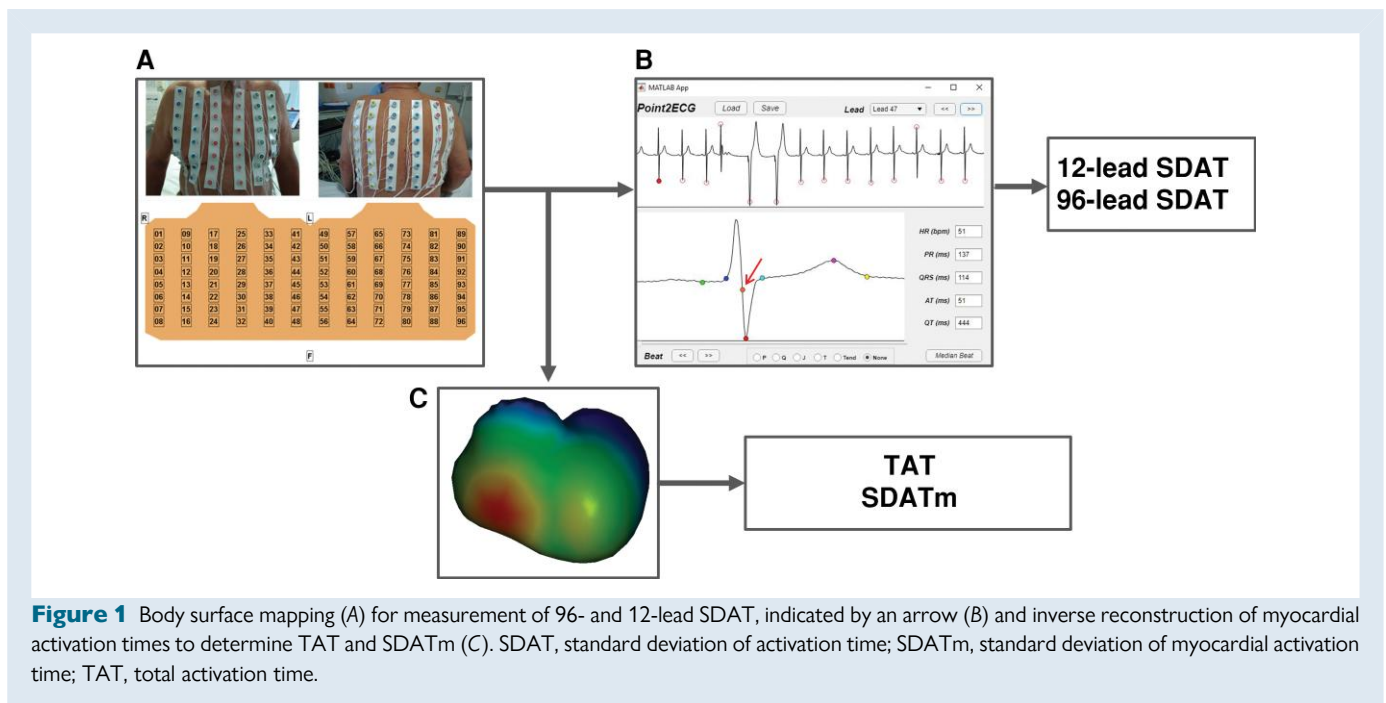 A
R
L
01 09 17 25 33 41 49 57 65 73 81 89
02 10 18 26 34 42 50 58 66 74 82 90
03 11 19 27 35 43 51 59 67 75 83 91
04 12 20 28 36 44 52 60 68 76 84 92
05 13 21 29 37 45 53 61 69 77 85 93
06 14 22 30 38 46 54 62 70 78 86 94
07 15 23 31 39 47 55 63 71 79 87 95
08 16 24 32 40 48 56 64 72 80 88 96
F
B
MATLAB App
Point2ECG Load Save Lead Lead 47 << >>
HR (bpm) 51
PR (ms) 137
QRS (ms) 114
AT (ms) 51
QT (ms) 444
Beat << >> P Q J T Tend None Median Beat
12-lead SDAT
96-lead SDAT
C
TAT
SDATm
Figure 1 Body surface mapping (A) for measurement of 96- and 12-lead SDAT, indicated by an arrow (B) and inverse reconstruction of myocardial
activation times to determine TAT and SDATm (C). SDAT, standard deviation of activation time; SDATm, standard deviation of myocardial activation
time; TAT, total activation time.